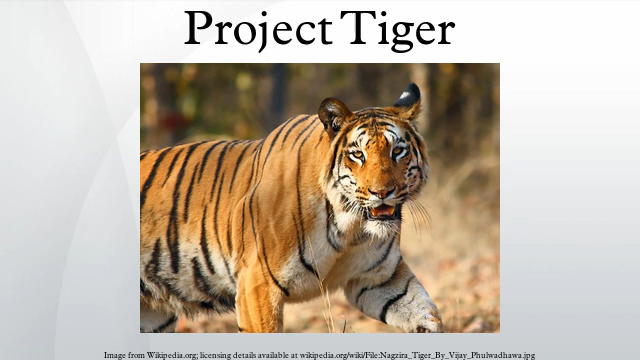 Project Tiger
Image from Wikipedia.org; licensing details available at wikipedia.org/wiki/File:Nagzira_Tiger_By_Vijay_Phulwadhawa.jpg